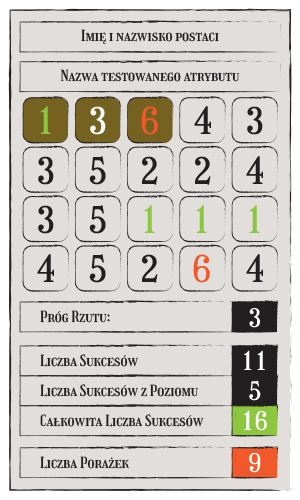 Imię i nazwisko postaci
Nazwa testowanego atrybutu
1 3 6 4 3
3 5 2 2 4
3 5 1 1 1
4 5 2 6 4
Próg Rzutu: 3
Liczba Sukcesów 11
Liczba Sukcesów z Poziomu 5
Całkowita Liczba Sukcesów 16
Liczba Porażek 9